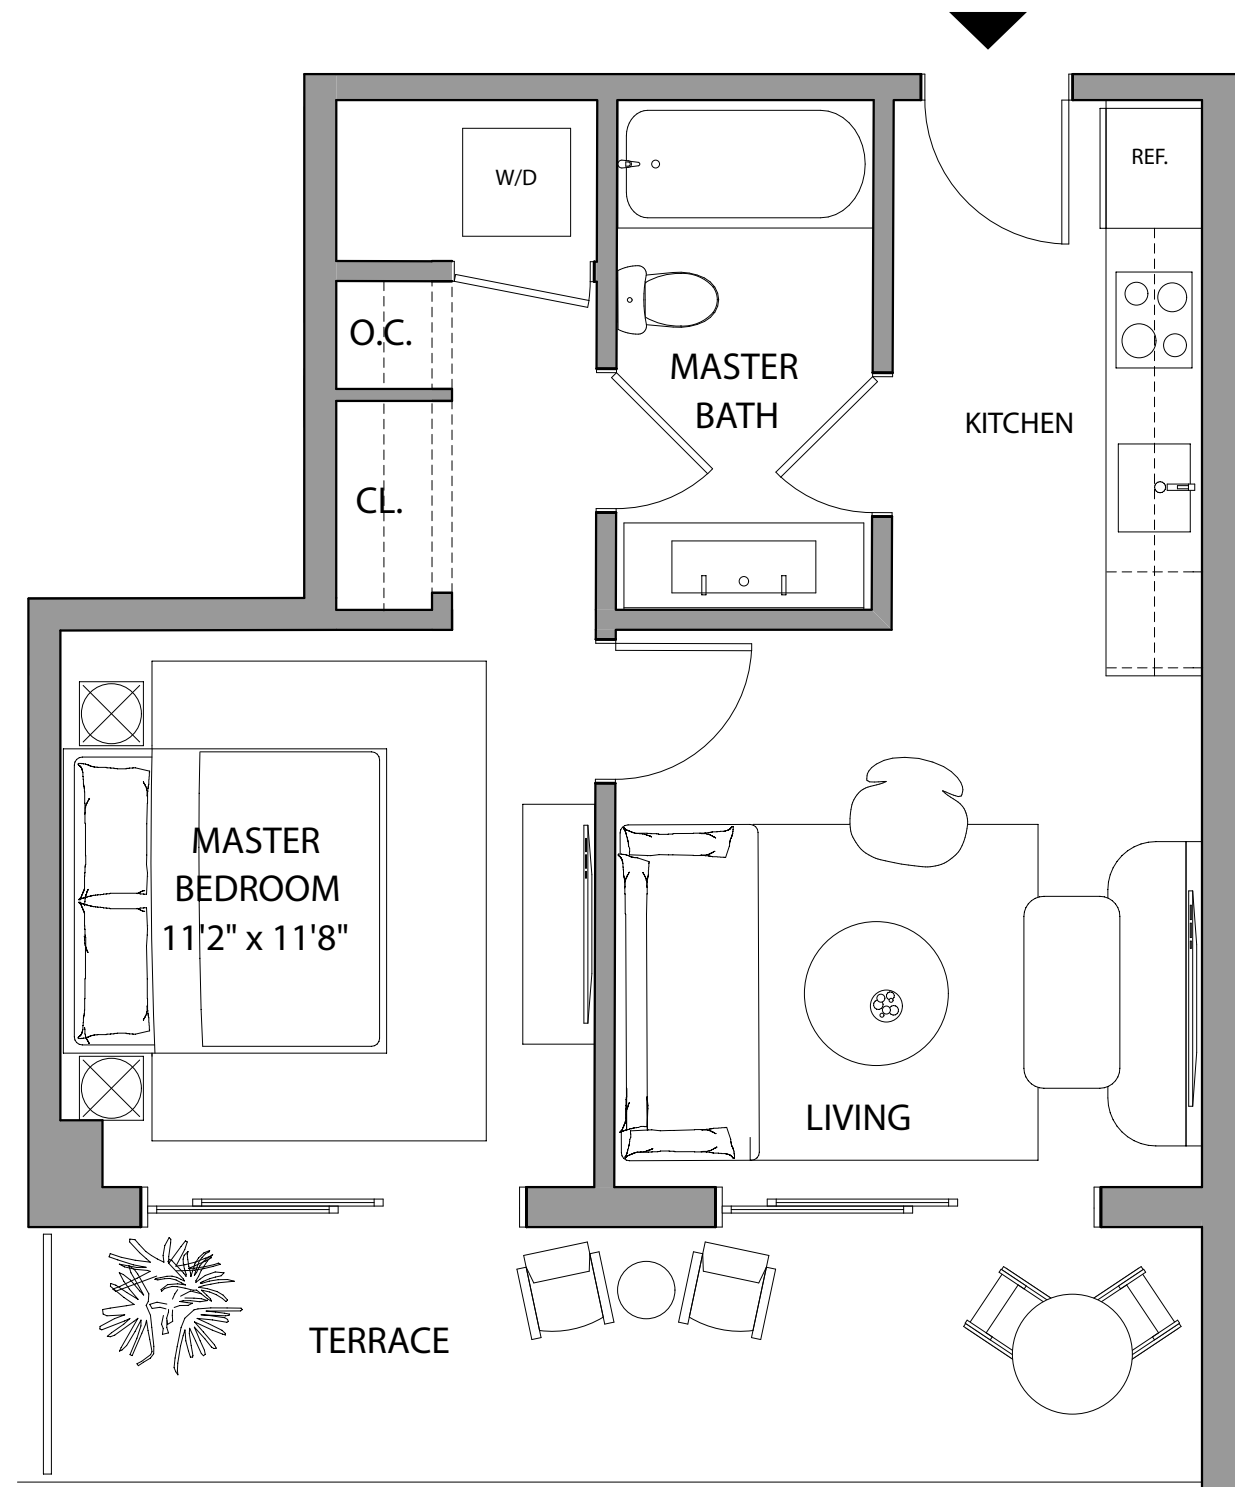 W/D
REF.
O.C.
MASTER
BATH
KITCHEN
CL.
MASTER
BEDROOM
11'2" x 11'8"
LIVING
TERRACE